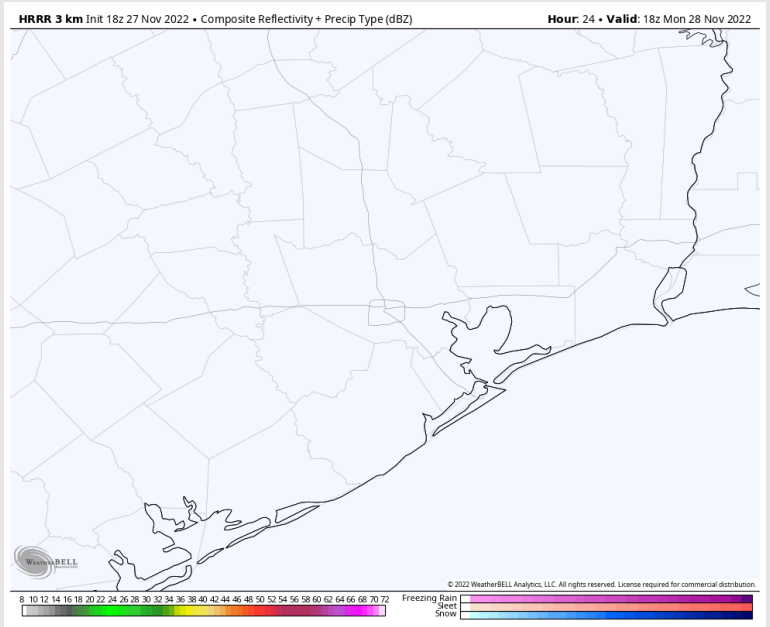 HRRR 3 km Init 18z 27 Nov 2022 • Composite Reflectivity + Precip Type (dBZ)
Hour: 24 • Valid: 18z Mon 28 Nov 2022
WEATHERBELL
© 2022 WeatherBELL Analytics, LLC. All rights reserved. License required for commercial distribution.
8 10 12 14 16 18 20 22 24 26 28 30 32 34 36 38 40 42 44 46 48 50 52 54 56 58 60 62 64 66 68 70 72
Freezing Rain
Sleet
Snow